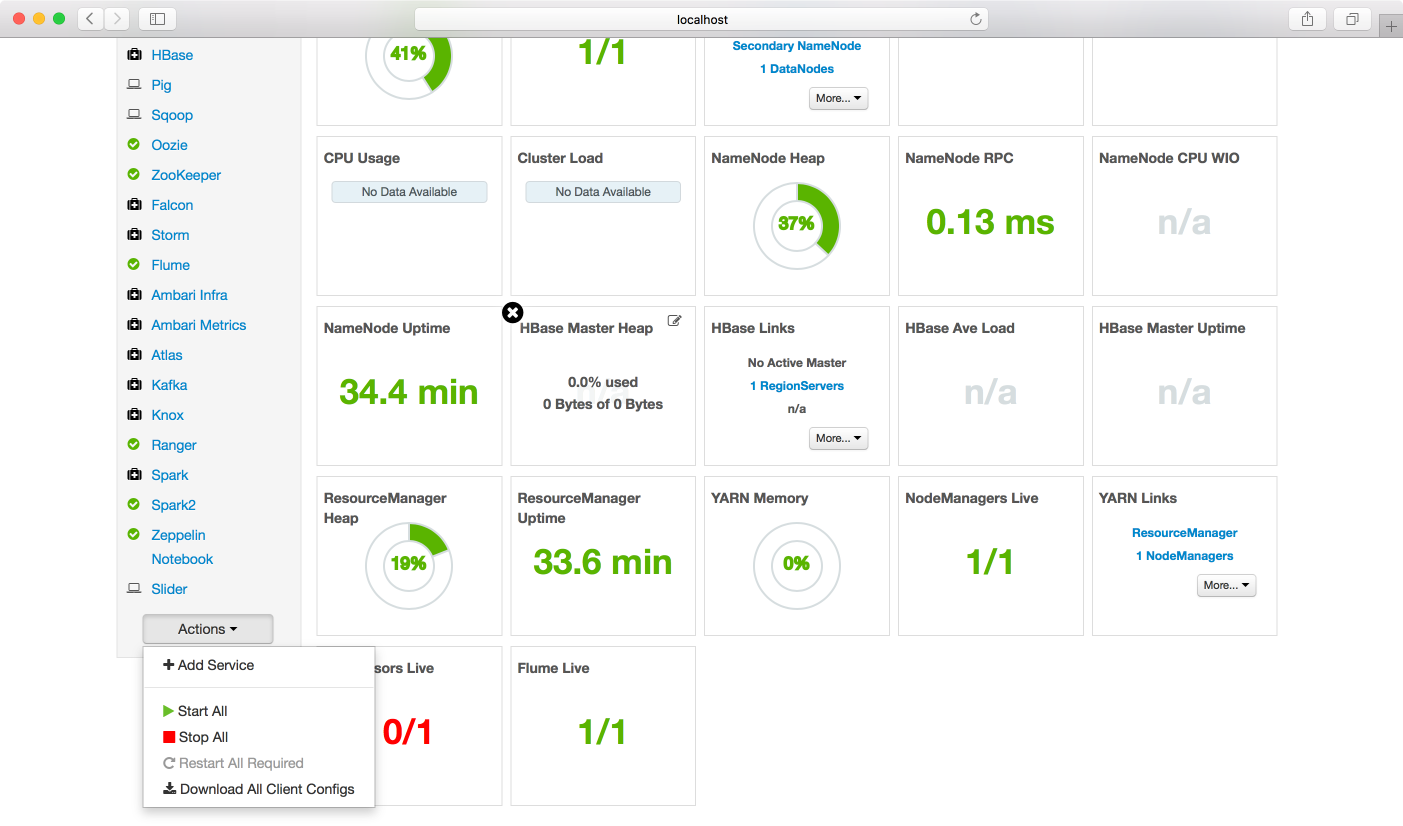 localhost
HBase
Pig
Sqoop
Oozie
ZooKeeper
Falcon
Storm
Flume
Ambari Infra
Ambari Metrics
Atlas
Kafka
Knox
Ranger
Spark
Spark2
Zeppelin
Notebook
Slider
Actions
Add Service
Start All
Stop All
Restart All Required
Download All Client Configs
41%
1/1
Secondary NameNode
1 DataNodes
More...
CPU Usage
No Data Available
Cluster Load
No Data Available
NameNode Heap
37%
NameNode RPC
0.13 ms
NameNode CPU WIO
n/a
NameNode Uptime
34.4 min
HBase Master Heap
0.0% used
0 Bytes of 0 Bytes
n/a
HBase Links
No Active Master
1 RegionServers
n/a
More...
HBase Ave Load
n/a
HBase Master Uptime
n/a
ResourceManager
Heap
19%
ResourceManager
Uptime
33.6 min
YARN Memory
0%
NodeManagers Live
1/1
YARN Links
ResourceManager
1 NodeManagers
More...
sors Live
0/1
Flume Live
1/1